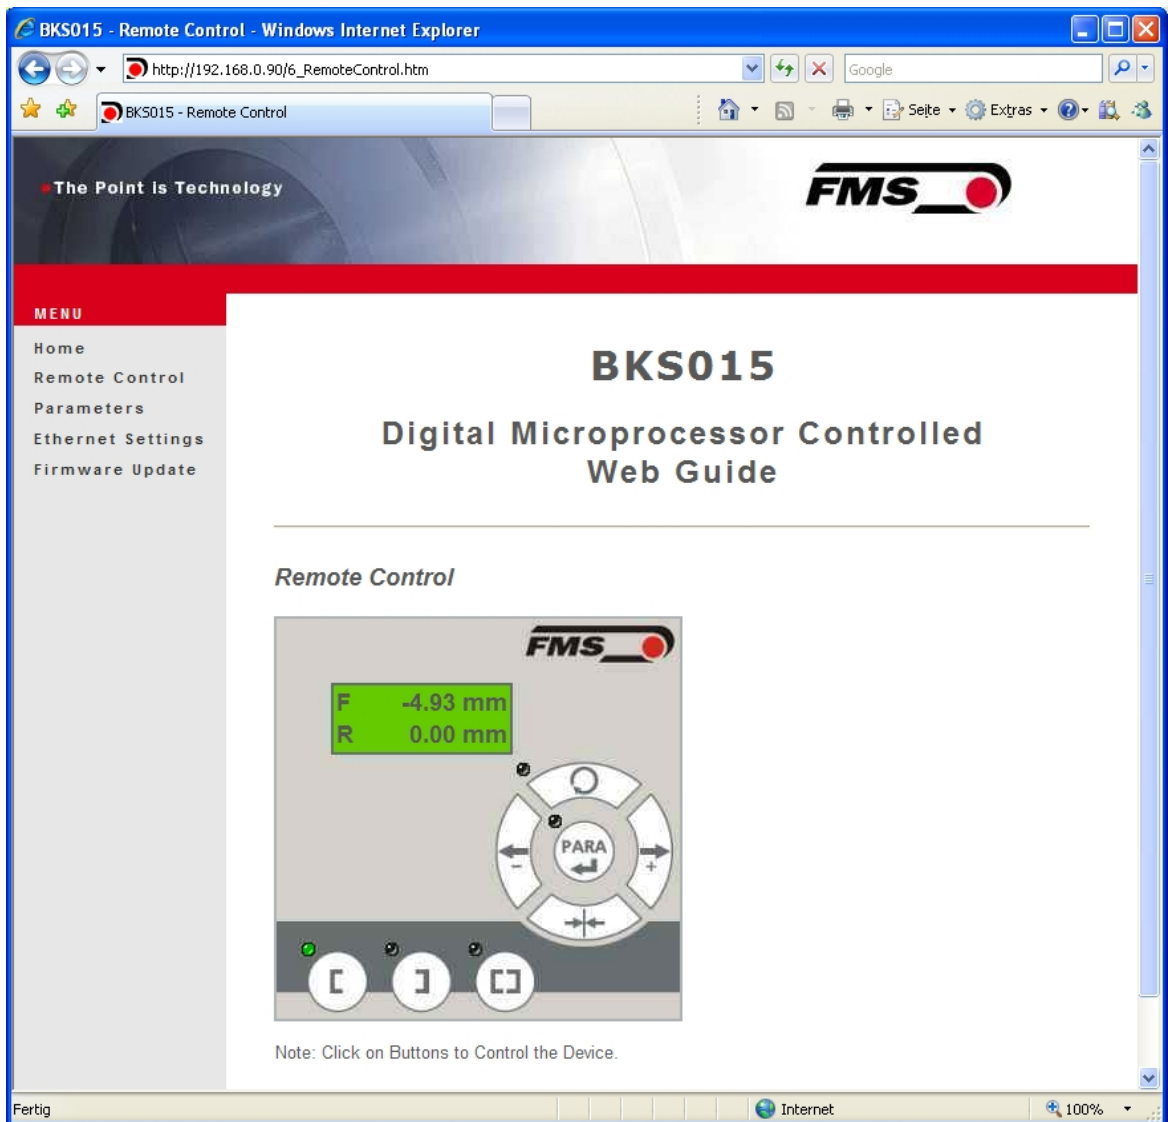 BKS015 - Remote Control - Windows Internet Explorer
http://192.168.0.90/6_RemoteControl.htm
Google
BKS015 - Remote Control
Seite
Extras
The Point is Technology
FMS
MENU
Home
Remote Control
Parameters
Ethernet Settings
Firmware Update
BKS015
Digital Microprocessor Controlled
Web Guide
Remote Control
FMS
F -4.93 mm
R 0.00 mm
PARA
- +
[ ] []
Note: Click on Buttons to Control the Device.
Fertig
Internet
100%